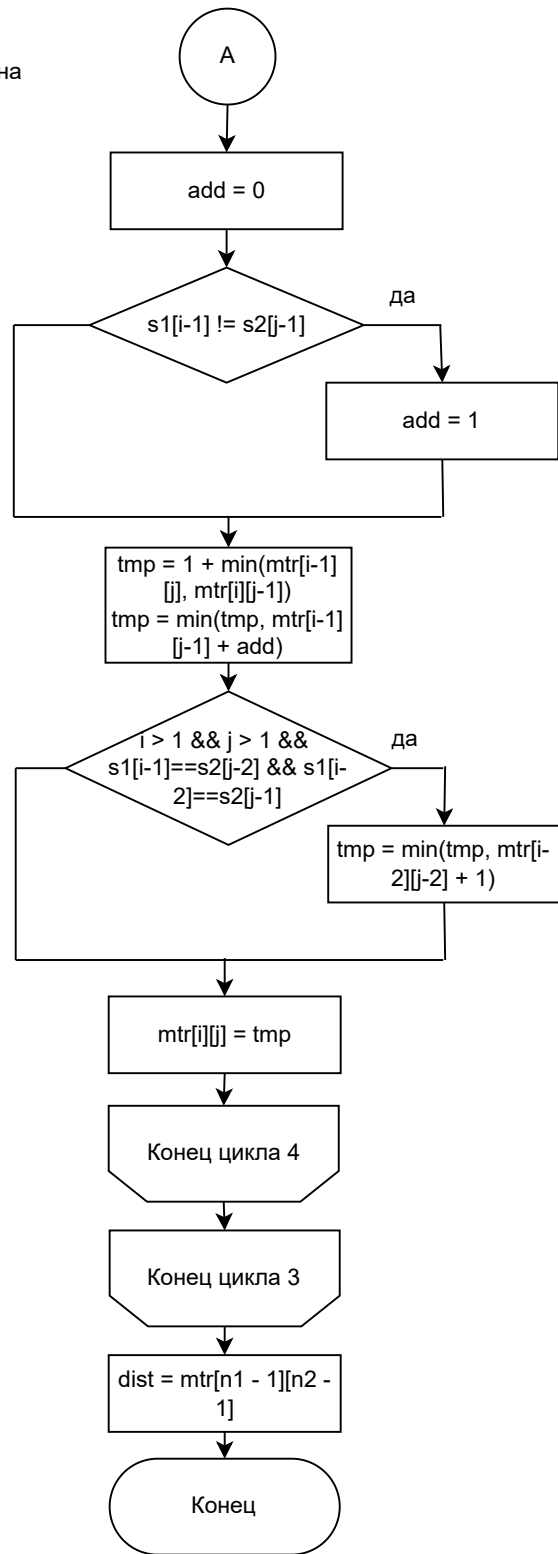 на
A
add = 0
s1[i-1] != s2[j-1]
да
add = 1
tmp = 1 + min(mtr[i-1]
[j], mtr[i][j-1])
tmp = min(tmp, mtr[i-1]
[j-1] + add)
i > 1 && j > 1 &&
s1[i-1]==s2[j-2] && s1[i-
2]==s2[j-1]
да
tmp = min(tmp, mtr[i-
2][j-2] + 1)
mtr[i][j] = tmp
Конец цикла 4
Конец цикла 3
dist = mtr[n1 - 1][n2 -
1]
Конец